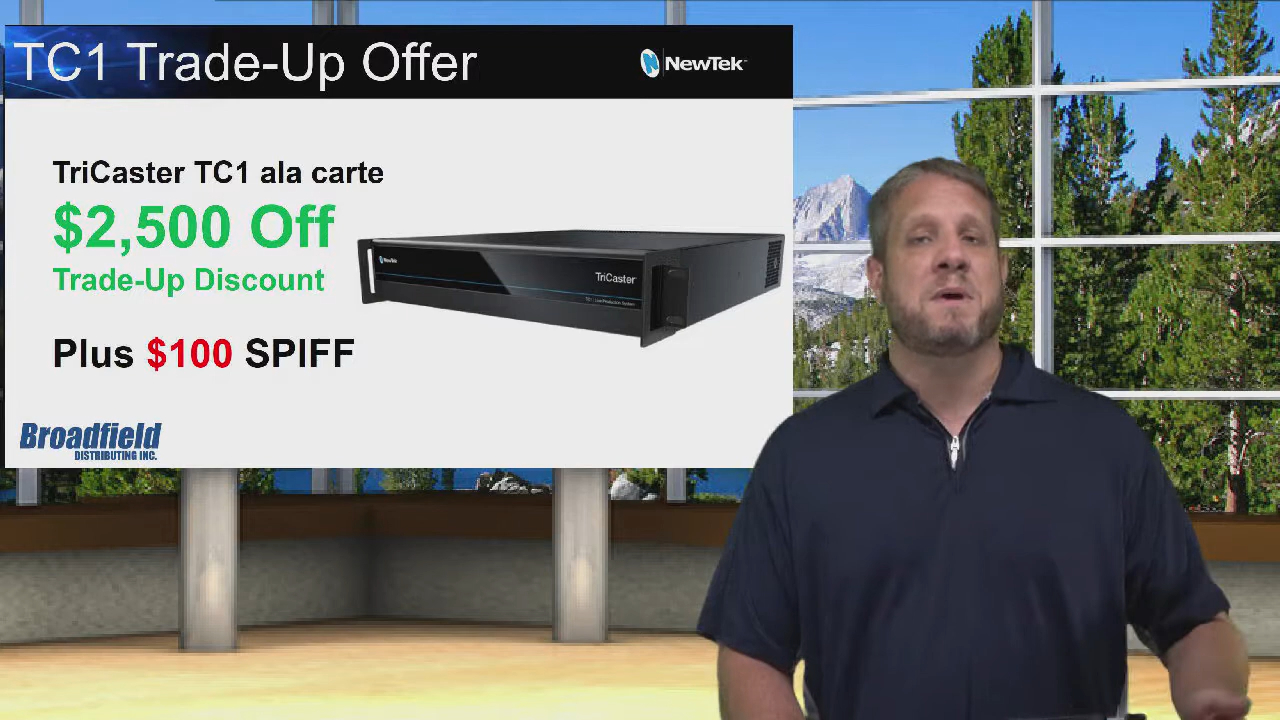 TC1 Trade-Up Offer
NewTek
TriCaster TC1 ala carte
$2,500 Off
Trade-Up Discount
NewTek
TriCaster
Plus $100 SPIFF
Broadfield
DISTRIBUTING INC.